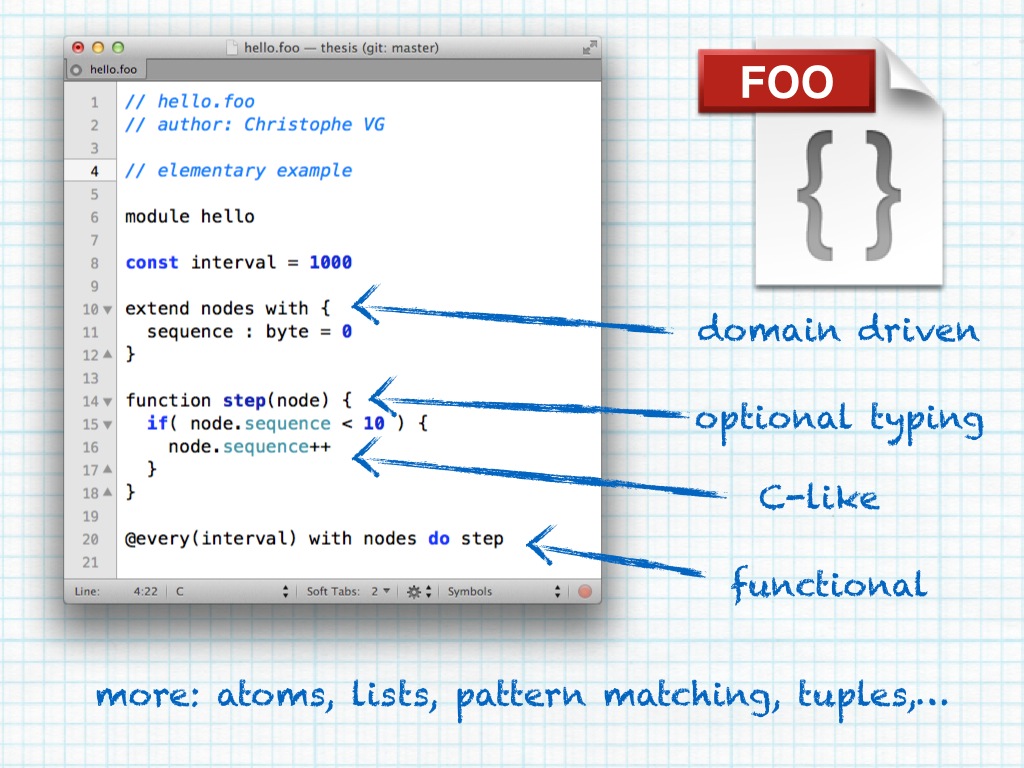 hello.foo — thesis (git: master)
hello.foo
1 // hello.foo
2 // author: Christophe VG
3
4 // elementary example
5
6 module hello
7
8 const interval = 1000
9
10 extend nodes with {
11 sequence : byte = 0
12 }
13
14 function step(node) {
15 if( node.sequence < 10 ) {
16 node.sequence++
17 }
18 }
19
20 @every(interval) with nodes do step
21
Line: 4:22 C Soft Tabs: 2 Symbols
FOO
{ }
domain driven
optional typing
C-like
functional
more: atoms, lists, pattern matching, tuples,...